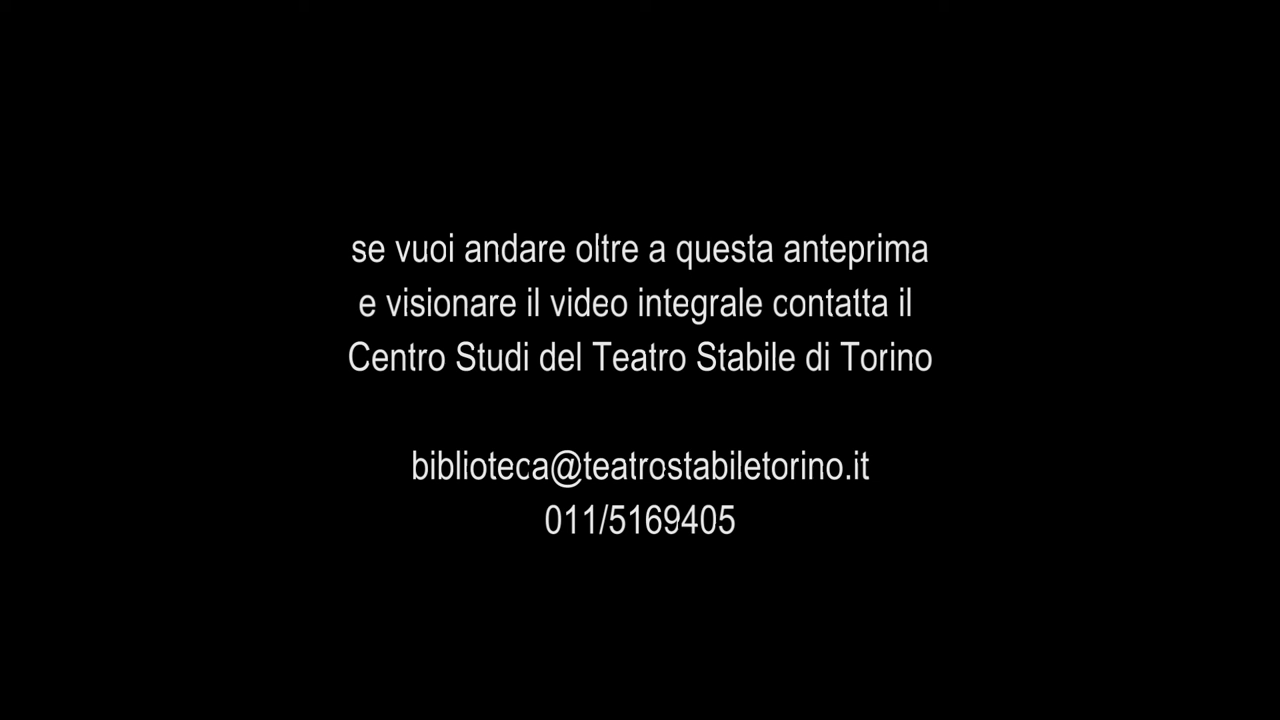 se vuoi andare oltre a questa anteprima
e visionare il video integrale contatta il
Centro Studi del Teatro Stabile di Torino
biblioteca@teatrostabiletorino.it
011/5169405